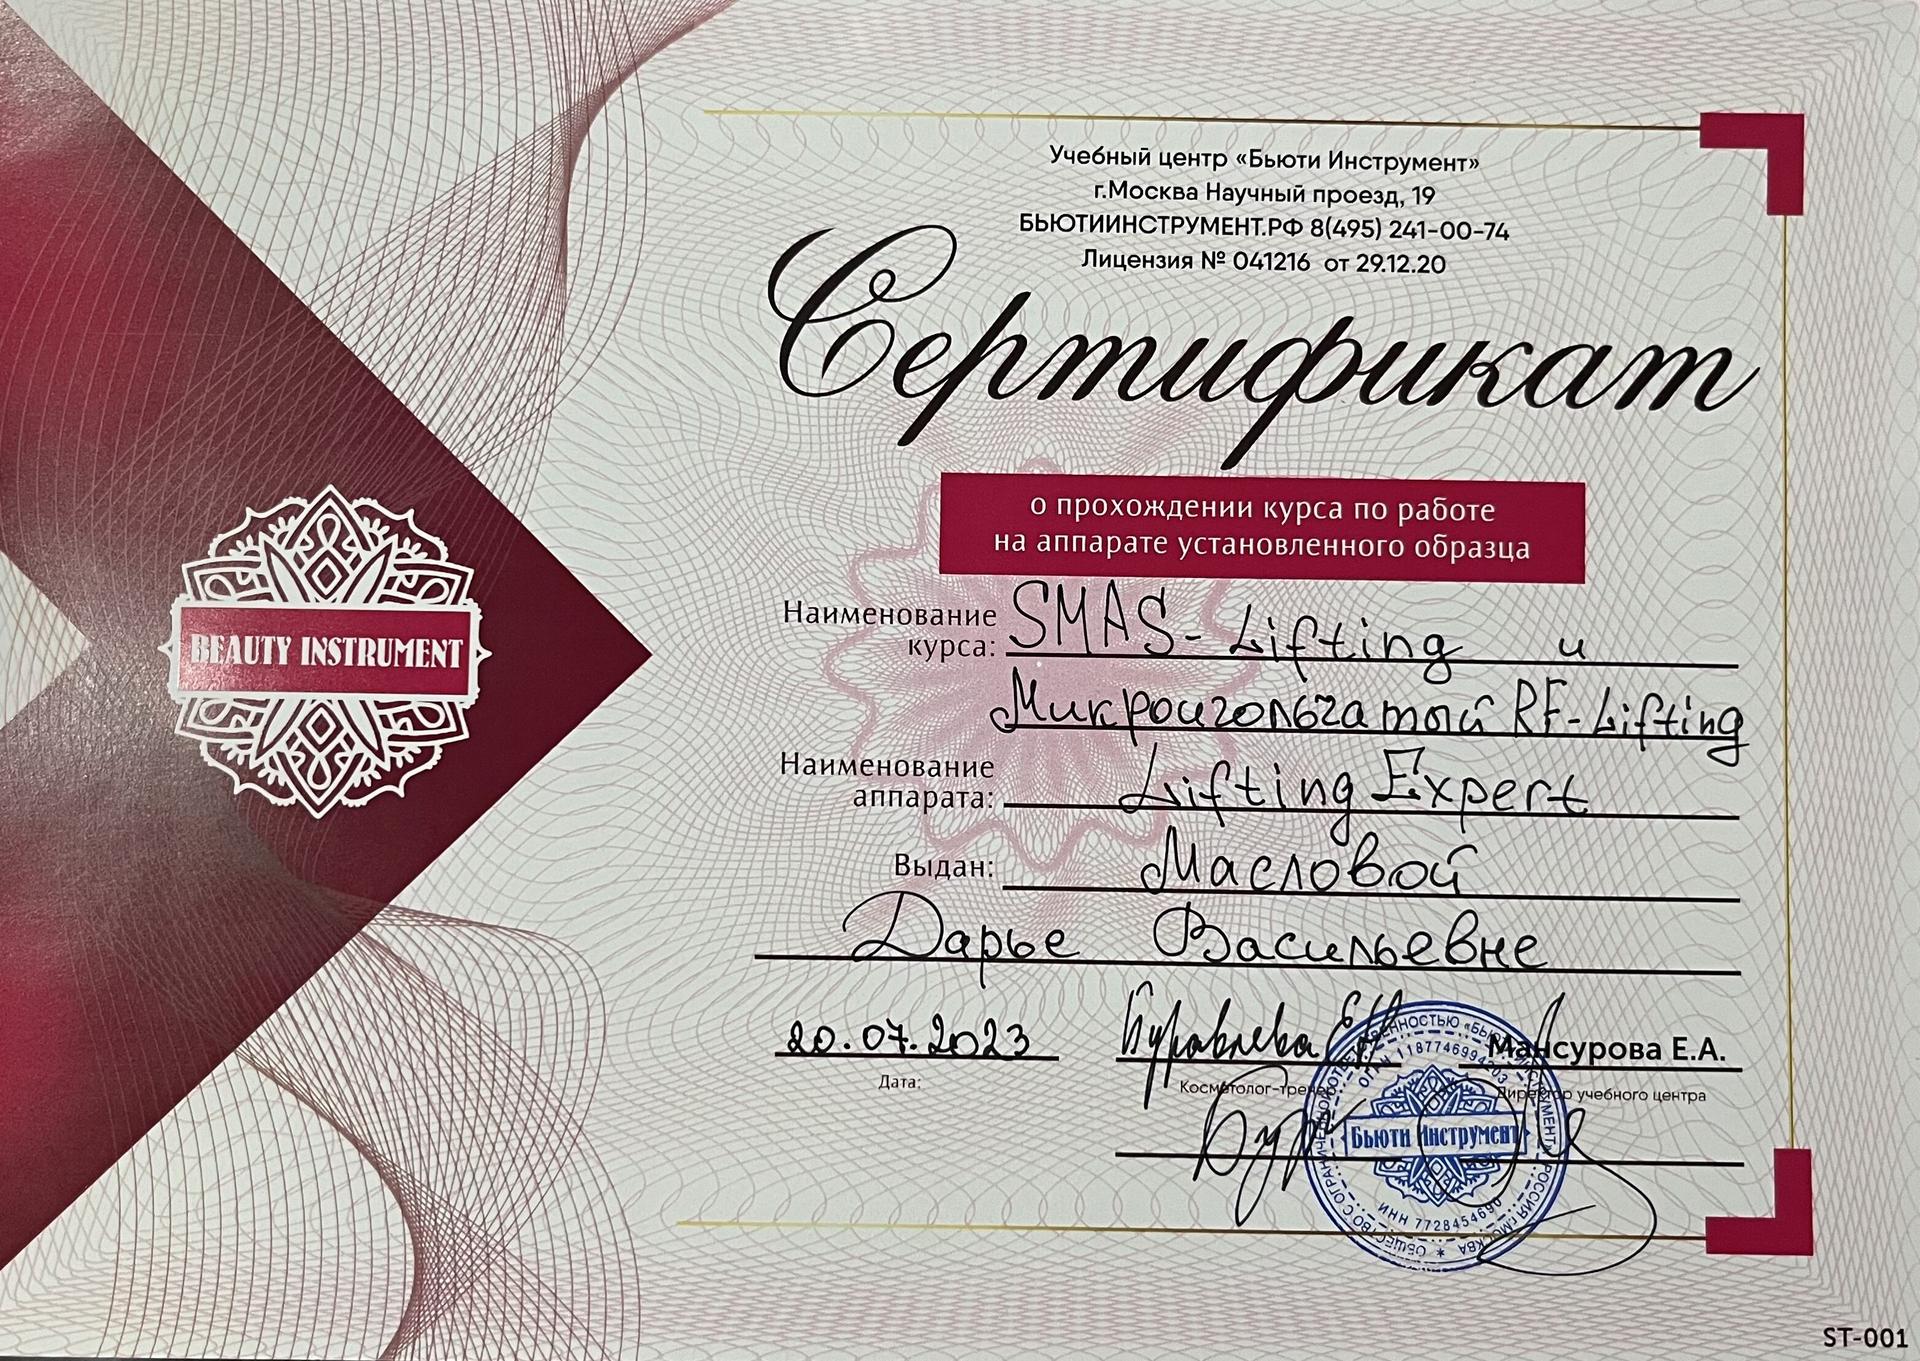 Учебный центр «Бьюти Инструмент»
г.Москва Научный проезд, 19
БЬЮТИИНСТРУМЕНТ.РФ 8(495) 241-00-74
Лицензия № 041216 от 29.12.20
Сертификат
о прохождении курса по работе
на аппарате установленного образца
BEAUTY INSTRUMENT
Наименование курса: SMAS-Lifting и
Микроигольчатый RF-Lifting
Наименование аппарата: Lifting Expert
Выдан: Масловой
Дарье Васильевне
20.07.2023
Мансурова Е.А.
Дата:
Косметолог-тренер
Директор учебного центра
Бьюти Инструмент
ИНН 7728454690
ST-001